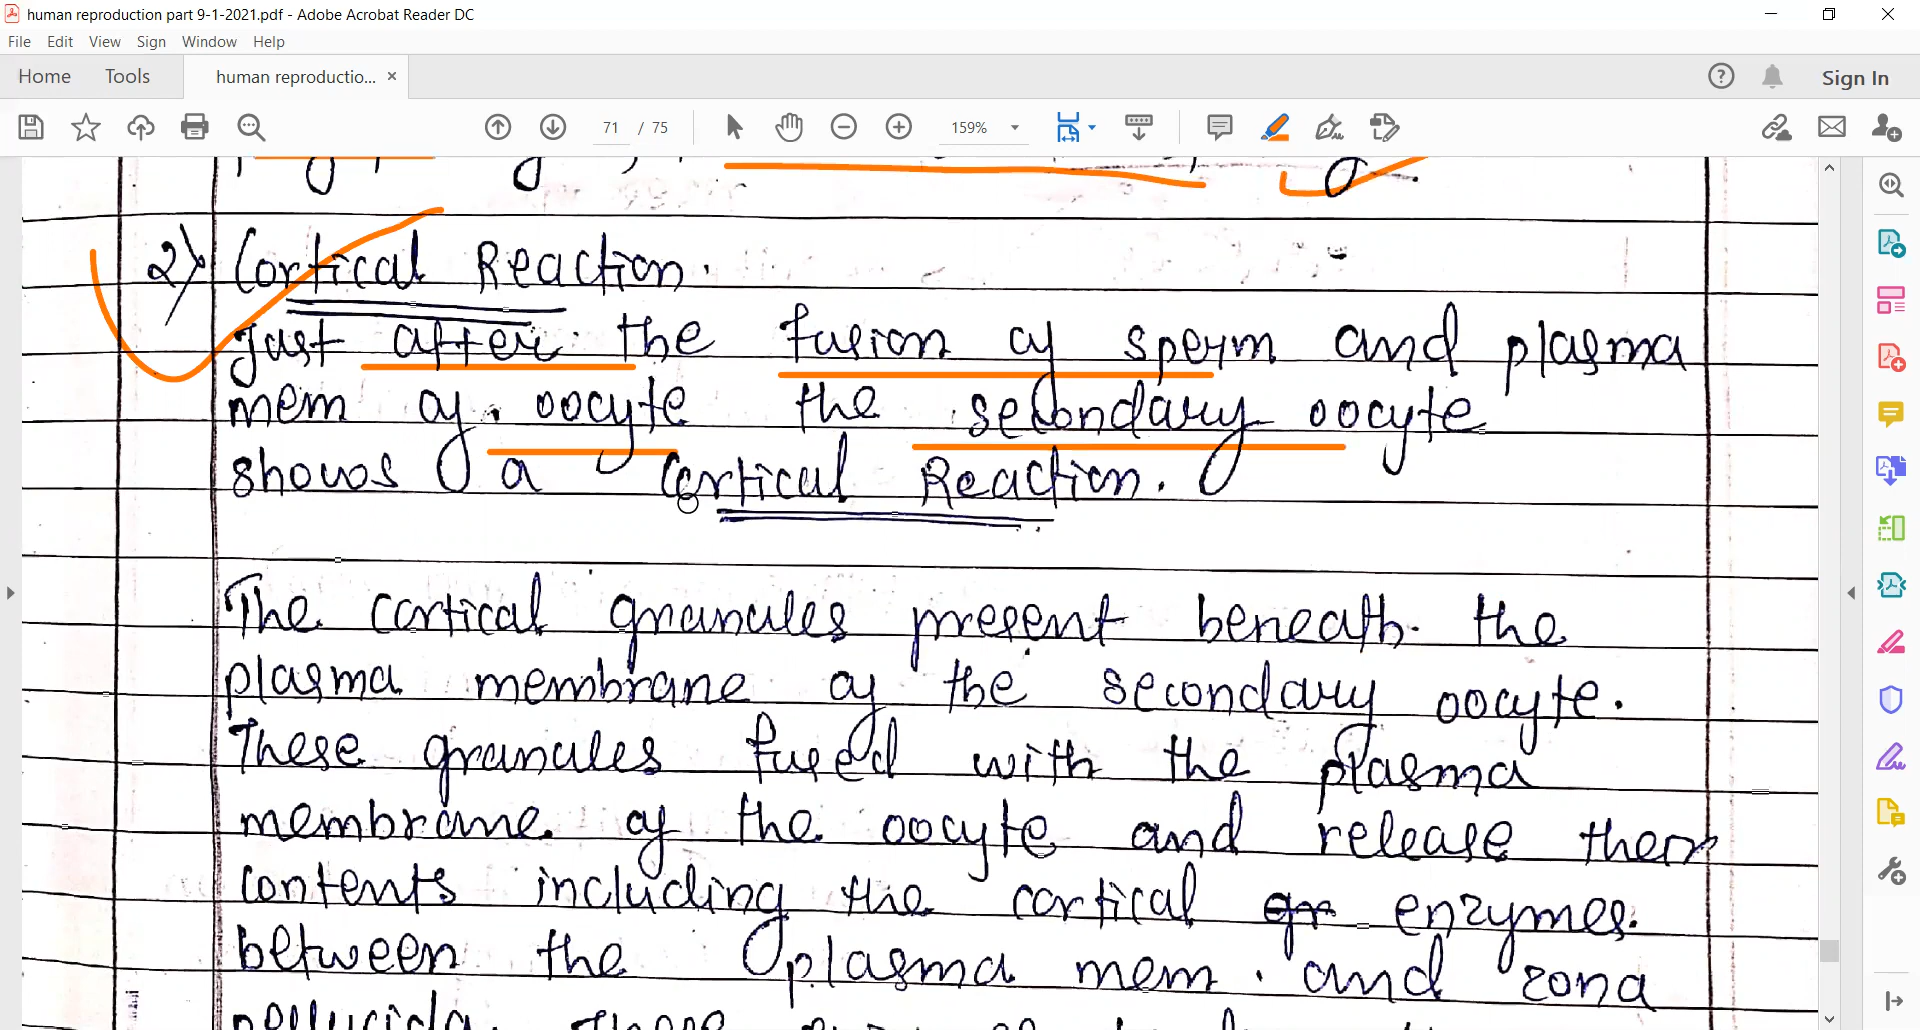 human reproduction part 9-1-2021.pdf - Adobe Acrobat Reader DC
File Edit View Sign Window Help
Home Tools human reproductio... × Sign In
71 / 75 159%
2) Cortical Reaction.
Just after the fusion of sperm and plasma
mem of oocyte the secondary oocyte
shows a Cortical Reaction.
The cortical granules present beneath the
plasma membrane of the secondary oocyte.
These granules fused with the plasma
membrane of the oocyte and release their
contents including the cortical gr enzymes.
between the plasma mem. and zona
pellucida. These